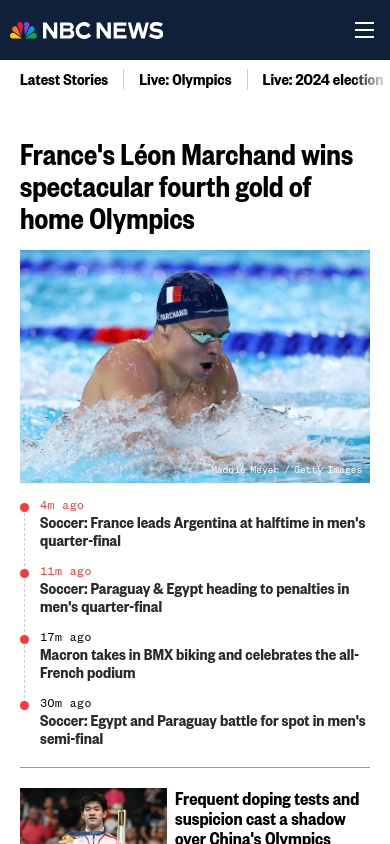 NBC NEWS
Latest Stories
Live: Olympics
Live: 2024 election
France's Léon Marchand wins
spectacular fourth gold of
home Olympics
MARCHAND
Maddie Meyer / Getty Images
4m ago
Soccer: France leads Argentina at halftime in men's
quarter-final
11m ago
Soccer: Paraguay & Egypt heading to penalties in
men's quarter-final
17m ago
Macron takes in BMX biking and celebrates the all-
French podium
30m ago
Soccer: Egypt and Paraguay battle for spot in men's
semi-final
Frequent doping tests and
suspicion cast a shadow
over China's Olympics